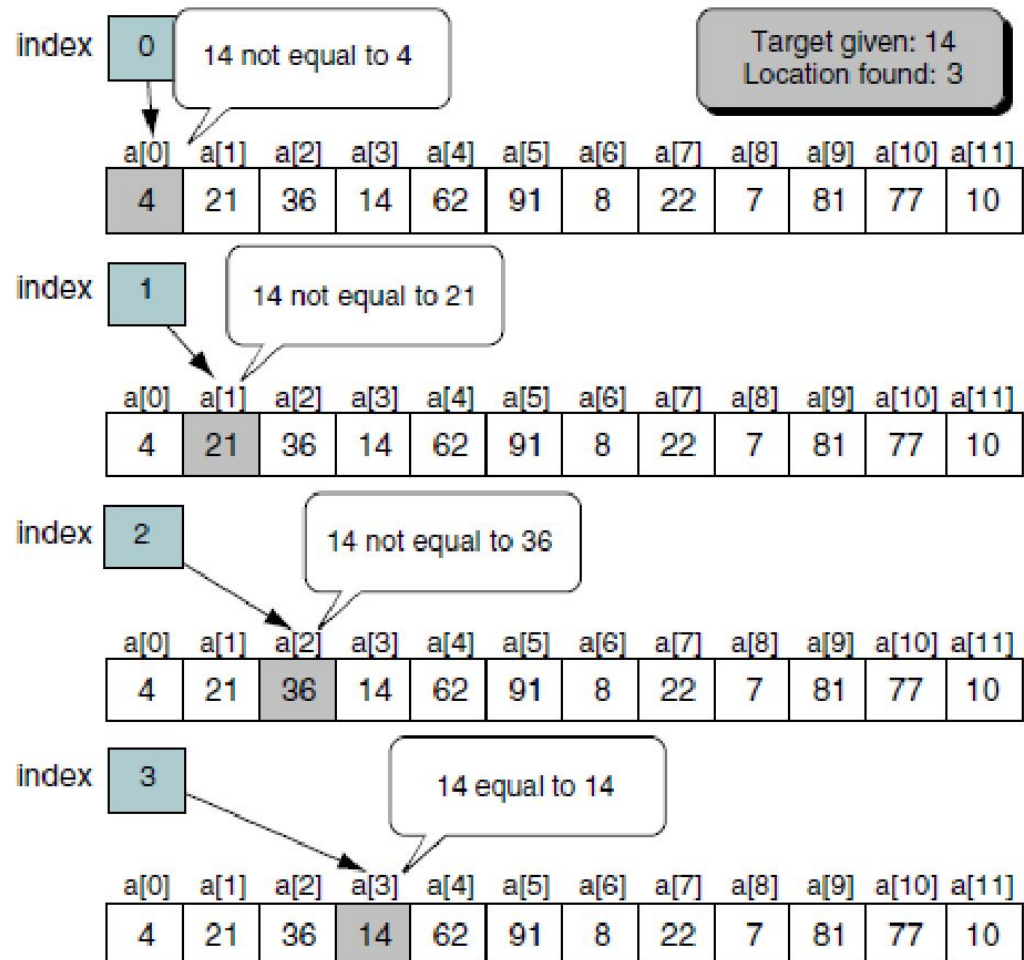 index 0 14 not equal to 4
Target given: 14
Location found: 3
a[0] a[1] a[2] a[3] a[4] a[5] a[6] a[7] a[8] a[9] a[10] a[11]
4 21 36 14 62 91 8 22 7 81 77 10
index 1 14 not equal to 21
a[0] a[1] a[2] a[3] a[4] a[5] a[6] a[7] a[8] a[9] a[10] a[11]
4 21 36 14 62 91 8 22 7 81 77 10
index 2 14 not equal to 36
a[0] a[1] a[2] a[3] a[4] a[5] a[6] a[7] a[8] a[9] a[10] a[11]
4 21 36 14 62 91 8 22 7 81 77 10
index 3 14 equal to 14
a[0] a[1] a[2] a[3] a[4] a[5] a[6] a[7] a[8] a[9] a[10] a[11]
4 21 36 14 62 91 8 22 7 81 77 10